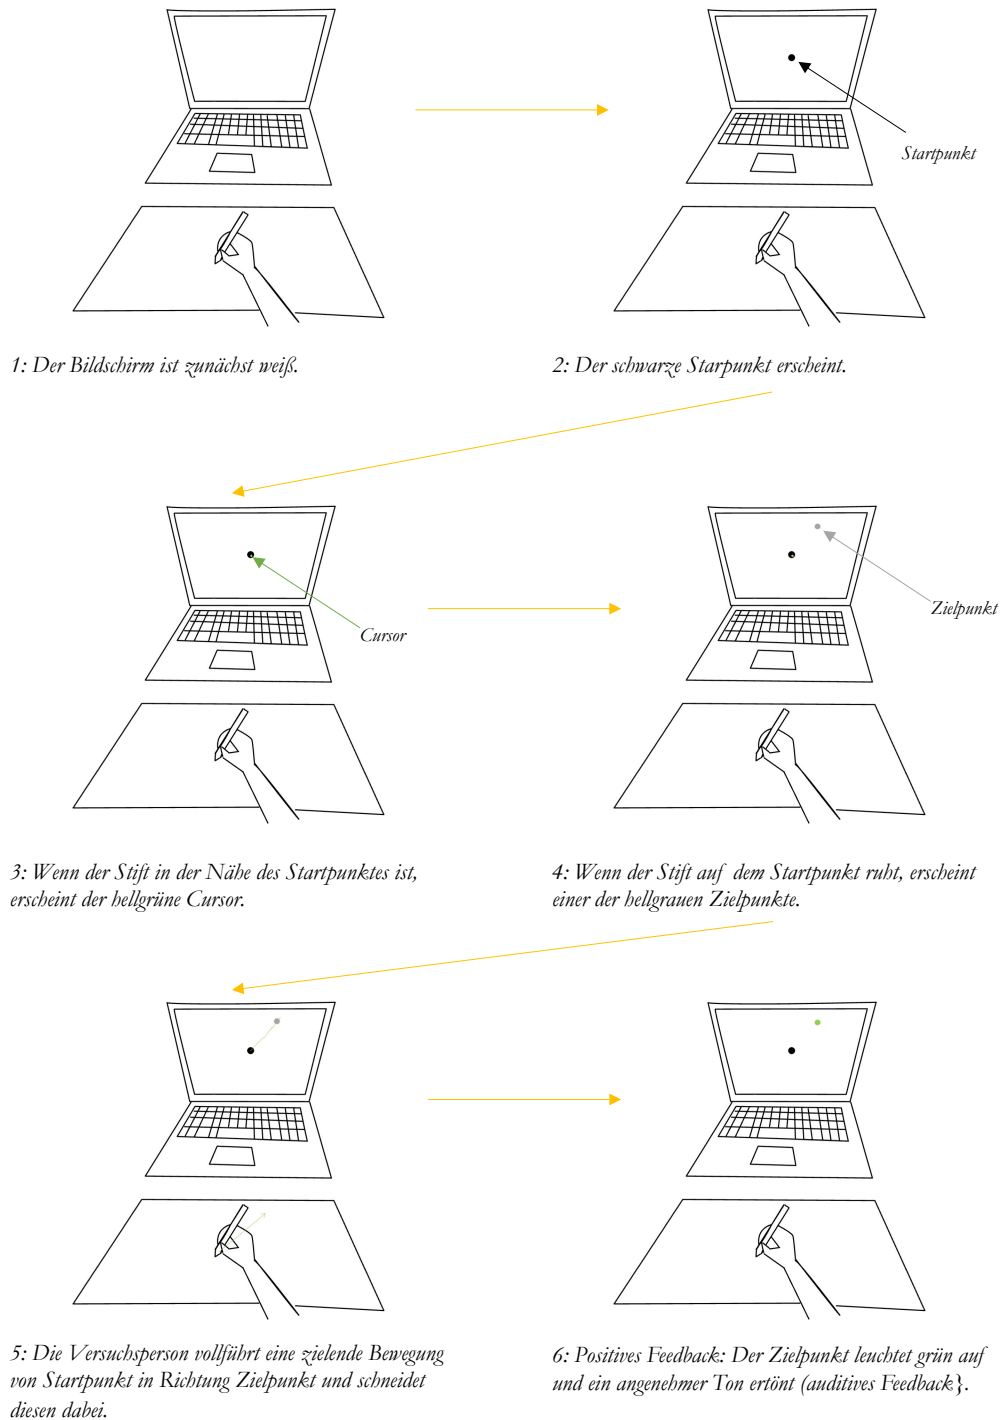 Startpunkt
1: Der Bildschirm ist zunächst weiß.
2: Der schwarze Starpunkt erscheint.
Cursor
Zielpunkt
3: Wenn der Stift in der Nähe des Startpunktes ist,
erscheint der hellgrüne Cursor.
4: Wenn der Stift auf dem Startpunkt ruht, erscheint
einer der hellgrauen Zielpunkte.
5: Die Versuchsperson vollführt eine zielende Bewegung
von Startpunkt in Richtung Zielpunkt und schneidet
diesen dabei.
6: Positives Feedback: Der Zielpunkt leuchtet grün auf
und ein angenehmer Ton ertönt (auditives Feedback}.